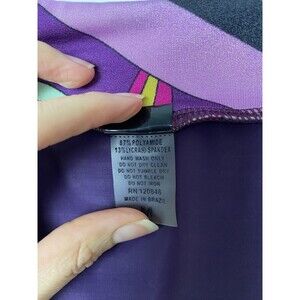 87% POLYAMIDE
13%(LYCRA®) SPANDEX
HAND WASH ONLY
DO NOT DRY CLEAN
DO NOT TUMBLE DRY
DO NOT BLEACH
DO NOT IRON
RN 120846
MADE IN BRAZIL